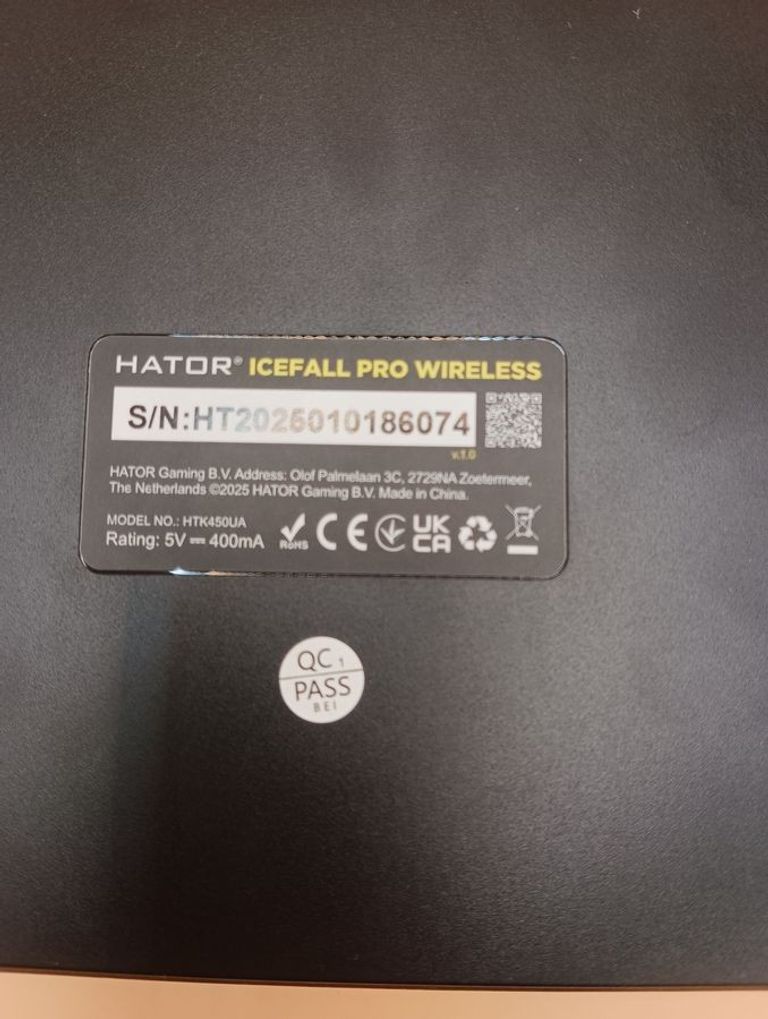 HATOR® ICEFALL PRO WIRELESS
S/N:HT2025010186074
v.1.0
HATOR Gaming B.V. Address: Olof Palmelaan 3C, 2729NA Zoetermeer,
The Netherlands ©2025 HATOR Gaming B.V. Made in China.
MODEL NO.: HTK450UA
Rating: 5V ⎓ 400mA
RoHS CE UK CA
QC 1
PASS
BEI